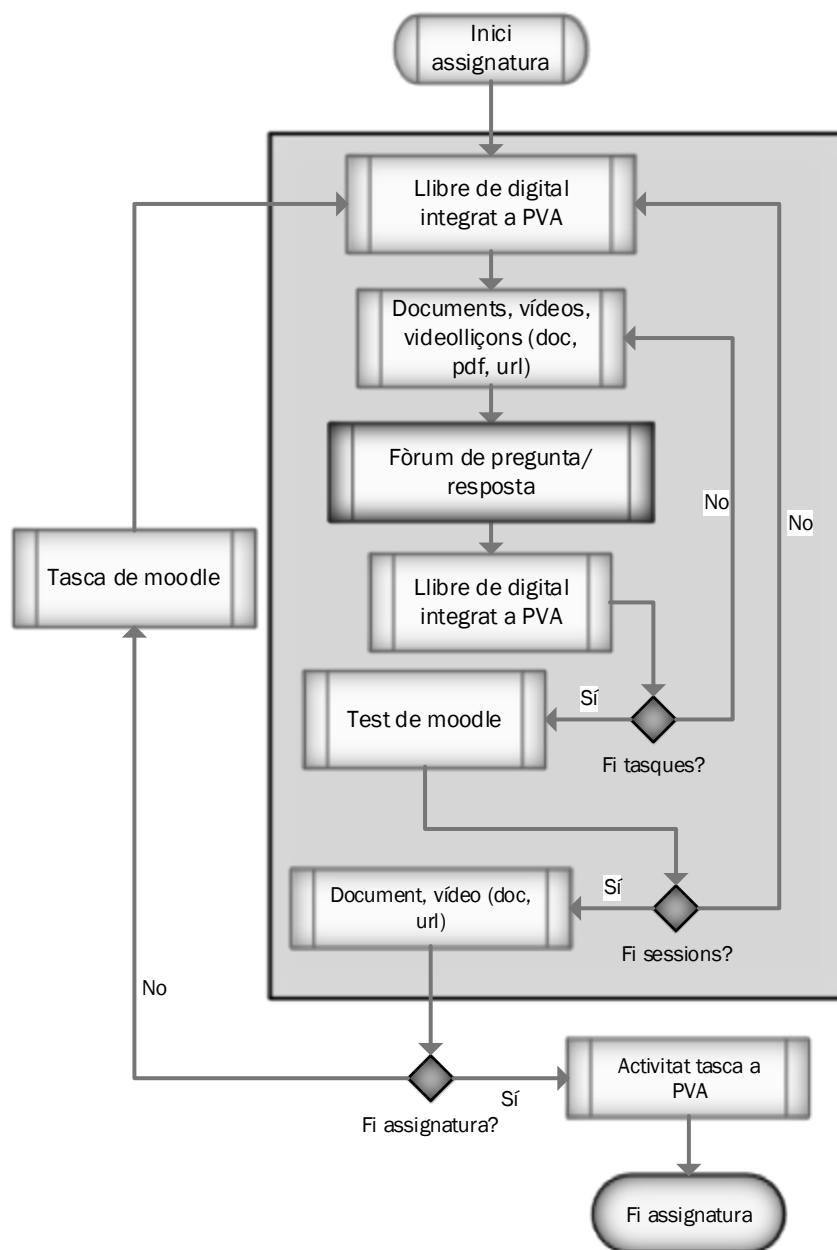 Inici
assignatura
Llibre de digital
integrat a PVA
Documents, vídeos,
videolliçons (doc,
pdf, url)
Fòrum de pregunta/
resposta
No
No
Tasca de moodle
Llibre de digital
integrat a PVA
Sí
Test de moodle
Fi tasques?
Document, vídeo (doc,
url)
Sí
Fi sessions?
No
Fi assignatura?
Sí
Activitat tasca a
PVA
Fi assignatura